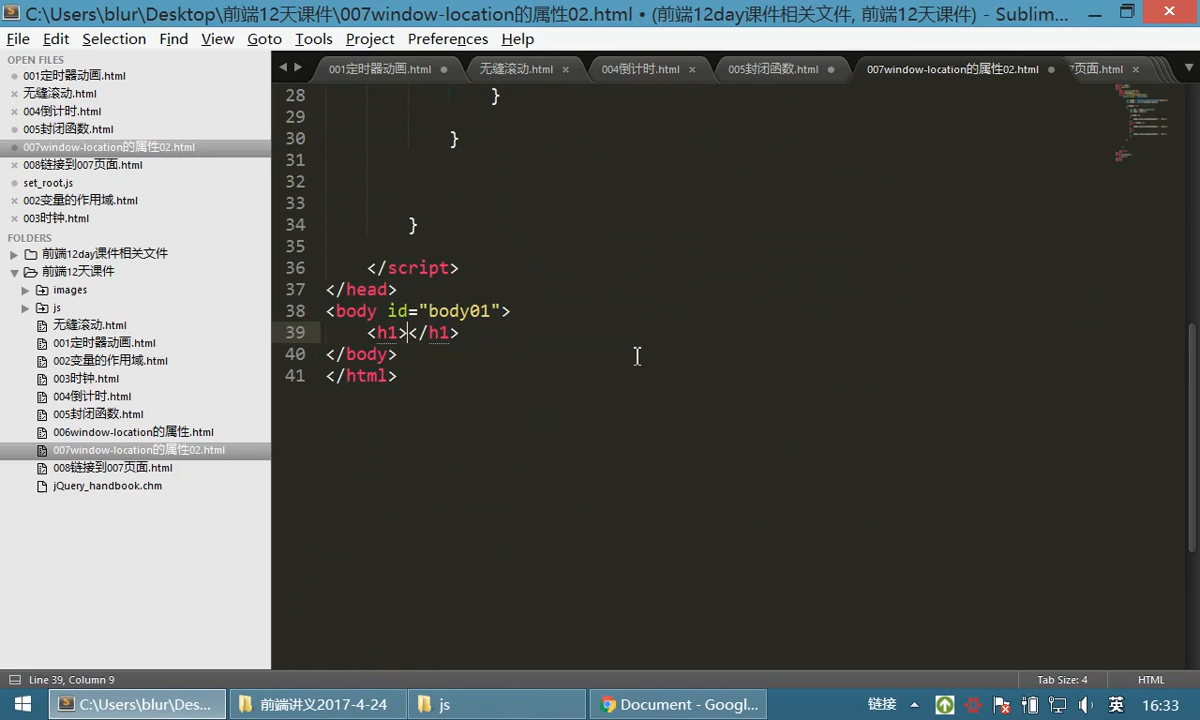 C:\Users\blur\Desktop\前端12天课件\007window-location的属性02.html • (前端12day课件相关文件, 前端12天课件) - Sublim...
File Edit Selection Find View Goto Tools Project Preferences Help
OPEN FILES
001定时器动画.html
无缝滚动.html
004倒计时.html
005封闭函数.html
007window-location的属性02.html
008链接到007页面.html
set_root.js
002变量的作用域.html
003时钟.html
FOLDERS
前端12day课件相关文件
前端12天课件
images
js
无缝滚动.html
001定时器动画.html
002变量的作用域.html
003时钟.html
004倒计时.html
005封闭函数.html
006window-location的属性.html
007window-location的属性02.html
008链接到007页面.html
jQuery_handbook.chm
001定时器动画.html 无缝滚动.html 004倒计时.html 005封闭函数.html 007window-location的属性02.html 页面.html
28 }
29
30 }
31
32
33
34 }
35
36 </script>
37 </head>
38 <body id="body01">
39 <h1></h1>
40 </body>
41 </html>
Line 39, Column 9 Tab Size: 4 HTML
C:\Users\blur\Des... 前端讲义2017-4-24 js Document - Googl... 链接 英 16:33